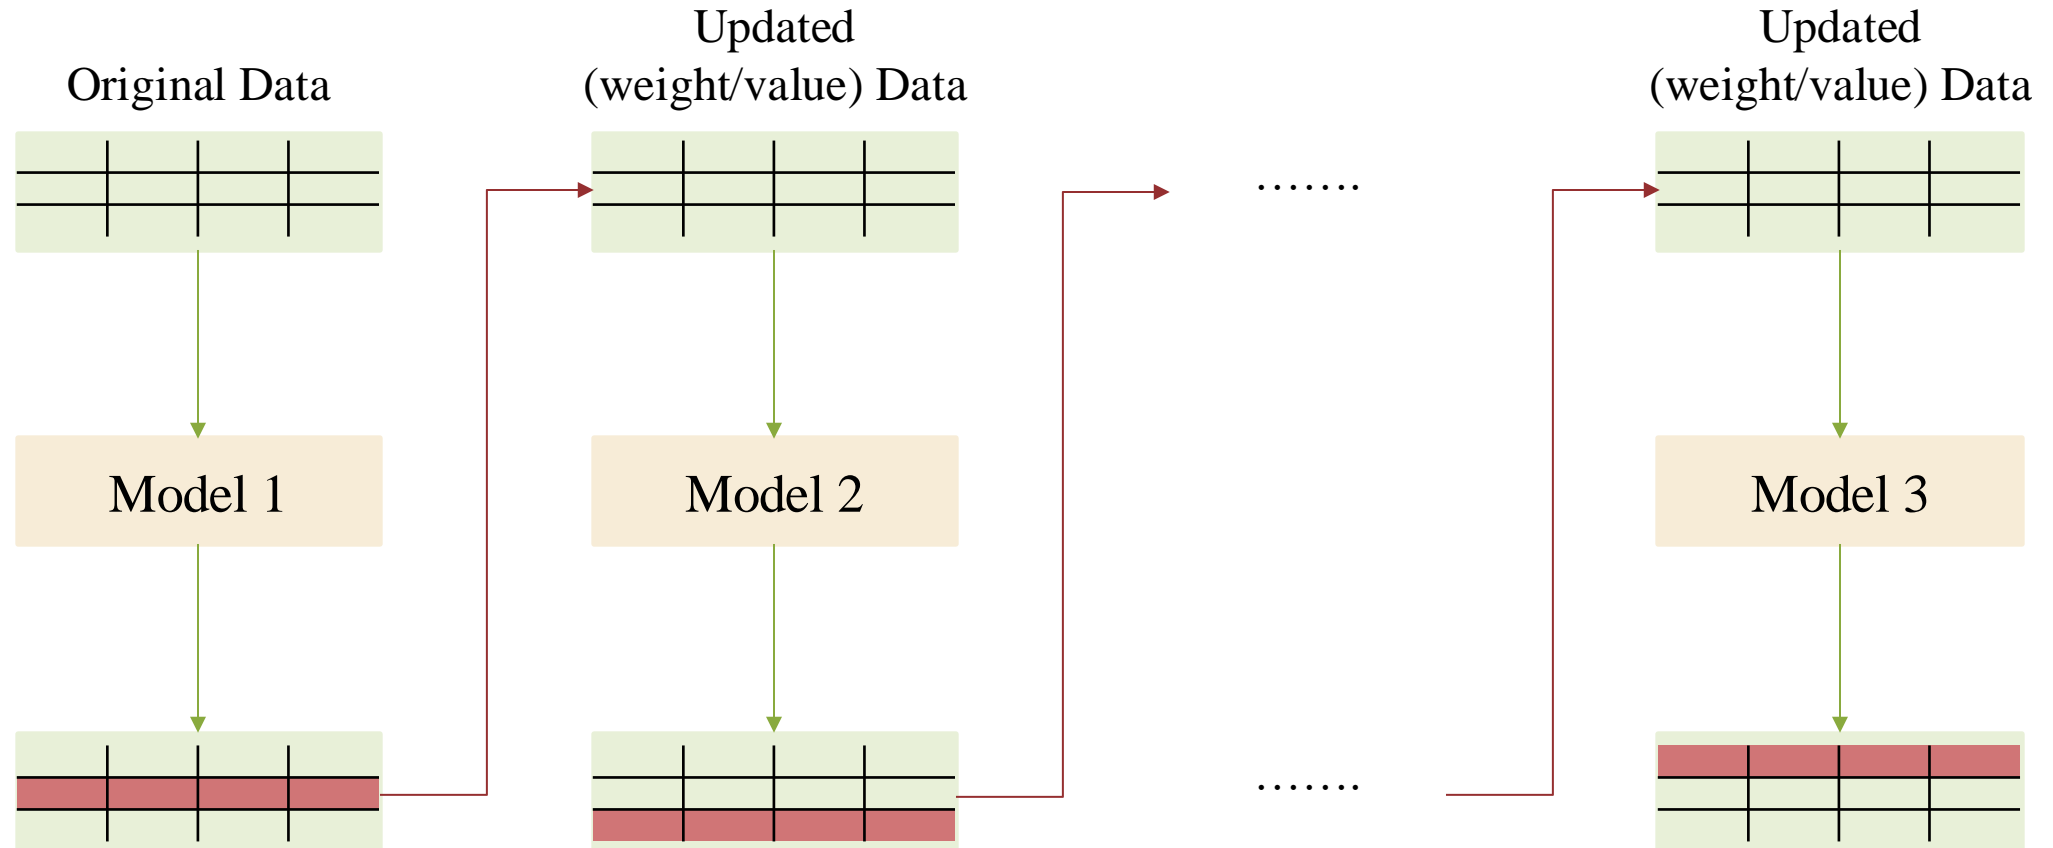 Original Data
Updated
(weight/value) Data
Updated
(weight/value) Data
.......
Model 1
Model 2
Model 3
.......